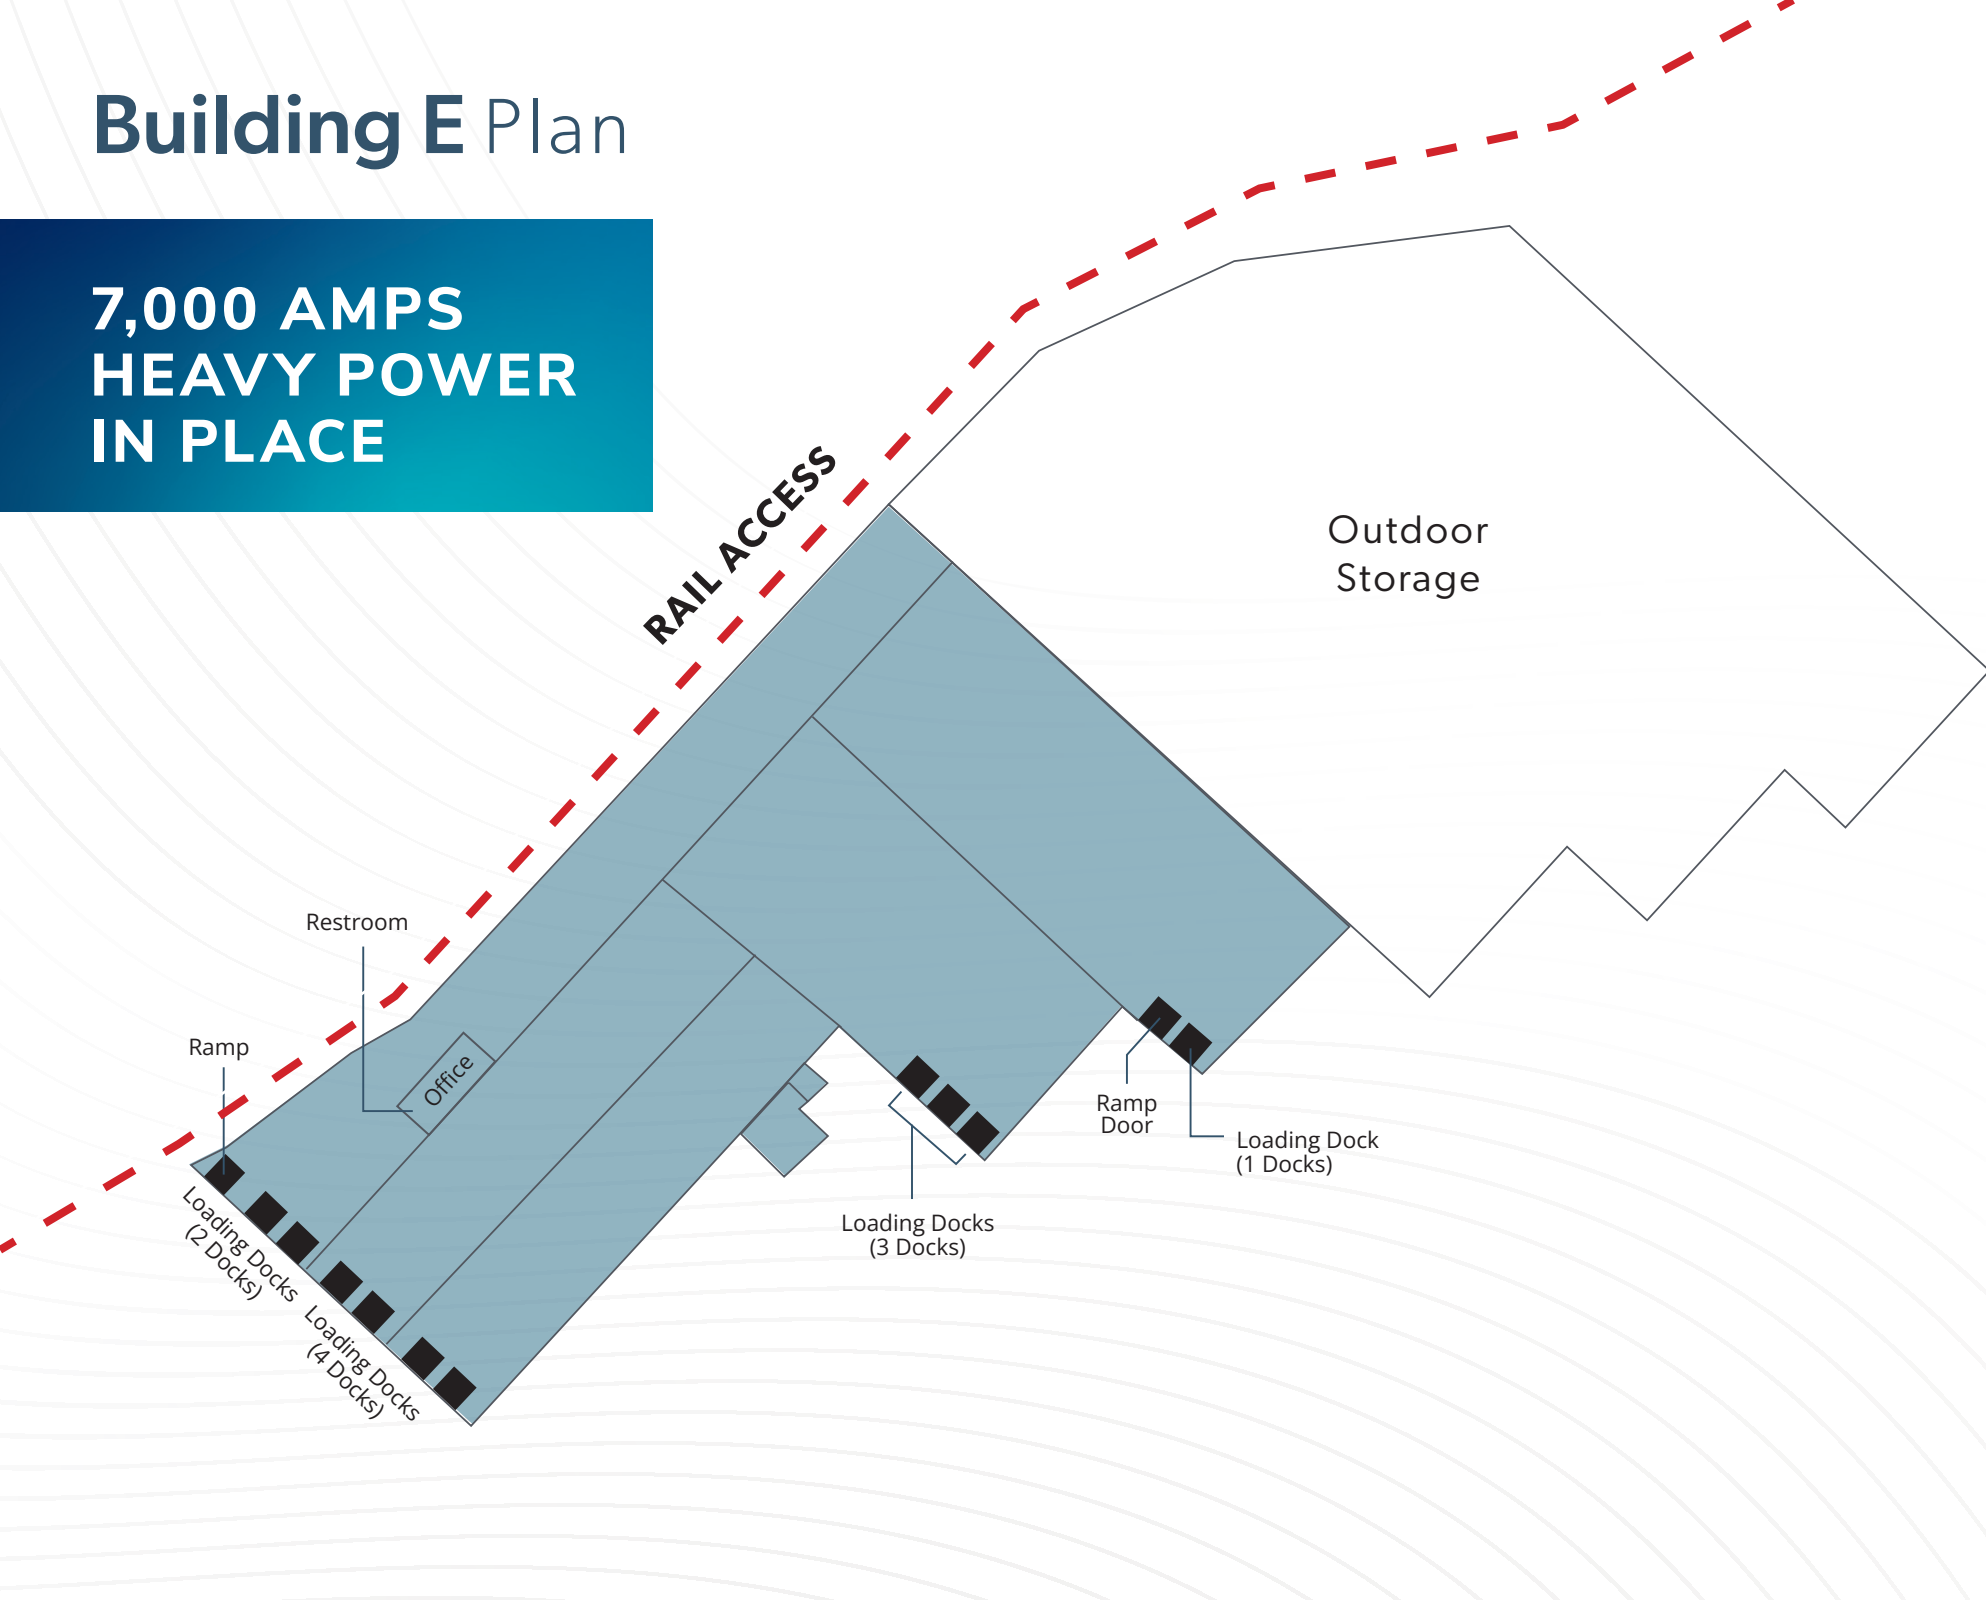 Building E Plan
7,000 AMPS
HEAVY POWER
IN PLACE
RAIL ACCESS
Outdoor
Storage
Restroom
Ramp
Office
Ramp
Door
Loading Dock
(1 Docks)
Loading Docks
(3 Docks)
Loading Docks
(2 Docks)
Loading Docks
(4 Docks)